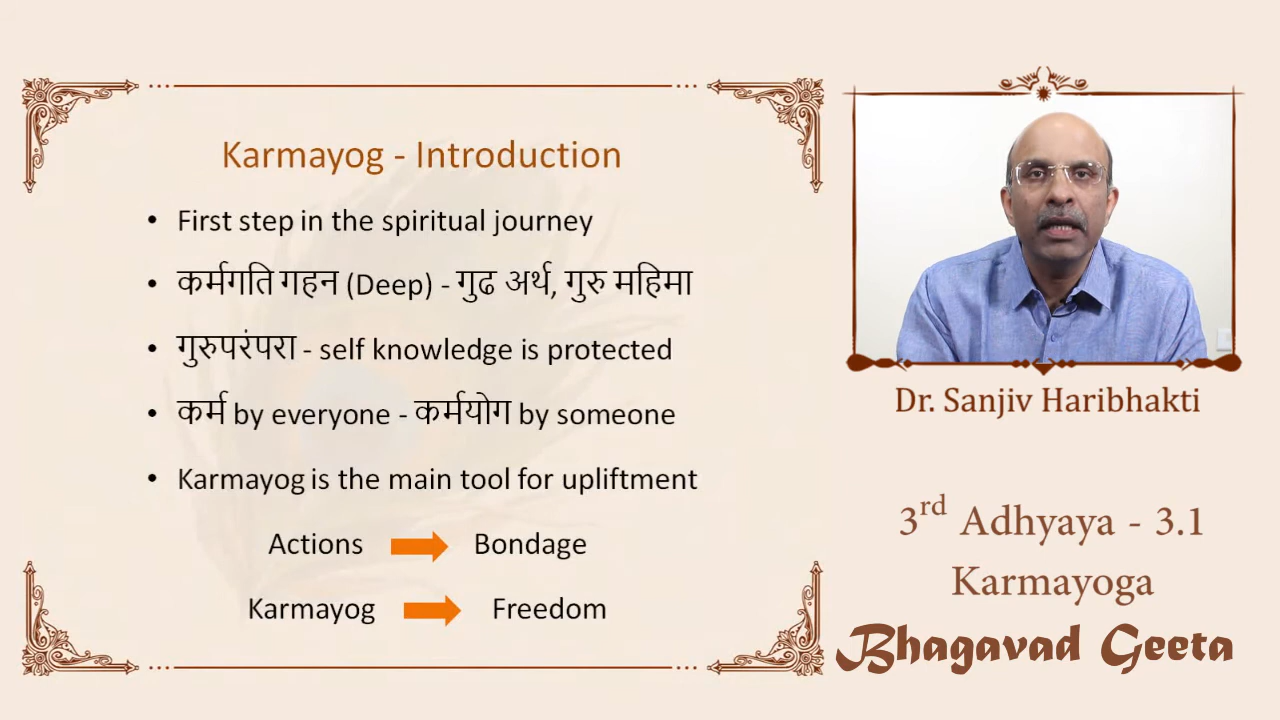 Karmayog - Introduction
• First step in the spiritual journey
• कर्मगति गहन (Deep) - गुढ अर्थ, गुरु महिमा
• गुरुपरंपरा - self knowledge is protected
• कर्म by everyone - कर्मयोग by someone
• Karmayog is the main tool for upliftment
Actions Bondage
Karmayog Freedom
Dr. Sanjiv Haribhakti
3rd Adhyaya - 3.1
Karmayoga
Bhagavad Geeta